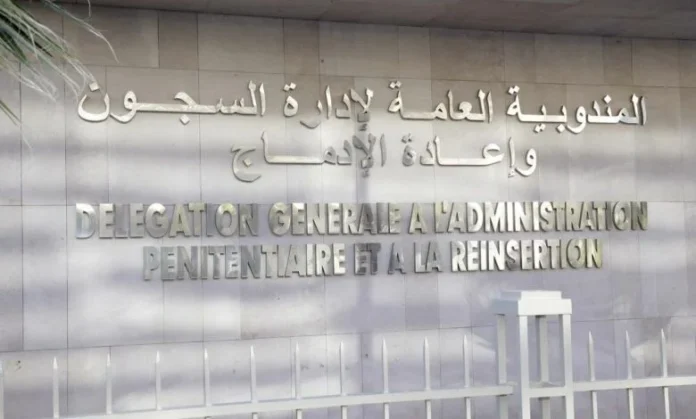 المندوبية العامة لإدارة السجون
وإعادة الإدماج
DELEGATION GENERALE A L'ADMINISTRATION
PENITENTIAIRE ET A LA REINSERTION